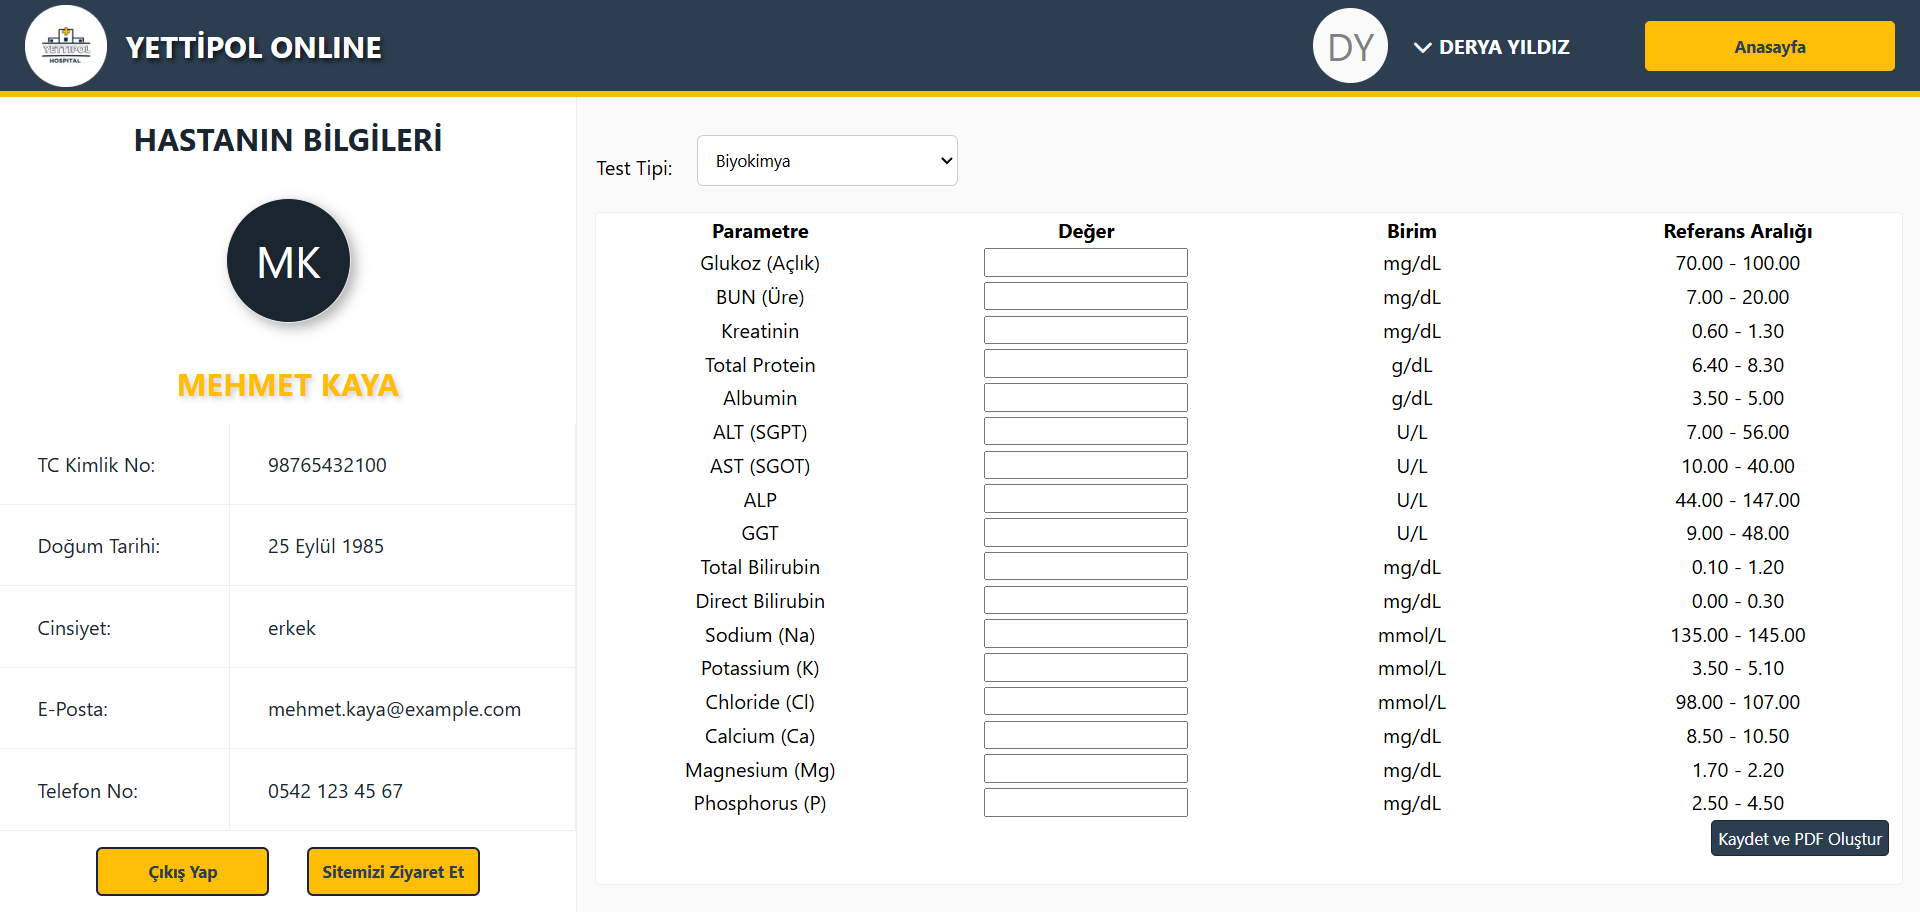 YETTİPOL
HOSPITAL
YETTİPOL ONLINE
DY
DERYA YILDIZ
Anasayfa
HASTANIN BİLGİLERİ
MK
MEHMET KAYA
TC Kimlik No: 98765432100
Doğum Tarihi: 25 Eylül 1985
Cinsiyet: erkek
E-Posta: mehmet.kaya@example.com
Telefon No: 0542 123 45 67
Çıkış Yap
Sitemizi Ziyaret Et
Test Tipi: Biyokimya
Parametre Değer Birim Referans Aralığı
Glukoz (Açlık) mg/dL 70.00 - 100.00
BUN (Üre) mg/dL 7.00 - 20.00
Kreatinin mg/dL 0.60 - 1.30
Total Protein g/dL 6.40 - 8.30
Albumin g/dL 3.50 - 5.00
ALT (SGPT) U/L 7.00 - 56.00
AST (SGOT) U/L 10.00 - 40.00
ALP U/L 44.00 - 147.00
GGT U/L 9.00 - 48.00
Total Bilirubin mg/dL 0.10 - 1.20
Direct Bilirubin mg/dL 0.00 - 0.30
Sodium (Na) mmol/L 135.00 - 145.00
Potassium (K) mmol/L 3.50 - 5.10
Chloride (Cl) mmol/L 98.00 - 107.00
Calcium (Ca) mg/dL 8.50 - 10.50
Magnesium (Mg) mg/dL 1.70 - 2.20
Phosphorus (P) mg/dL 2.50 - 4.50
Kaydet ve PDF Oluştur